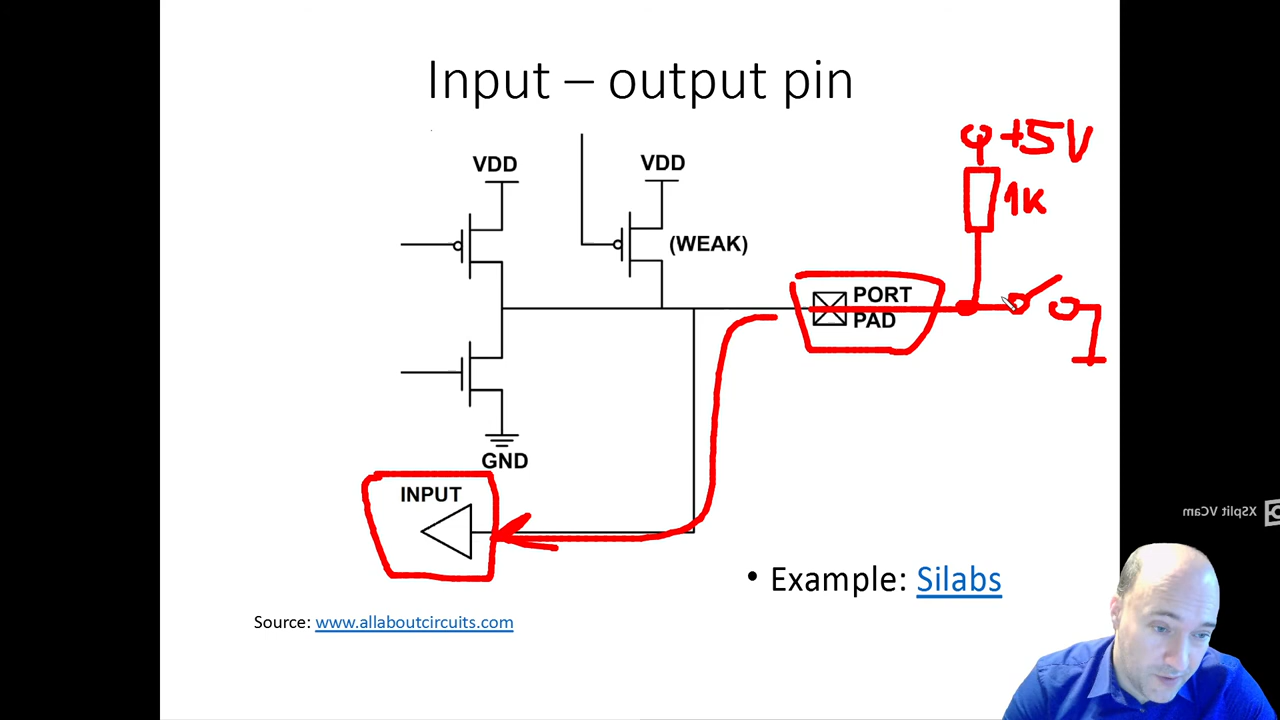 Input – output pin
+5V
VDD
VDD
1K
(WEAK)
PORT
PAD
GND
INPUT
XSplit VCam
• Example: Silabs
Source: www.allaboutcircuits.com